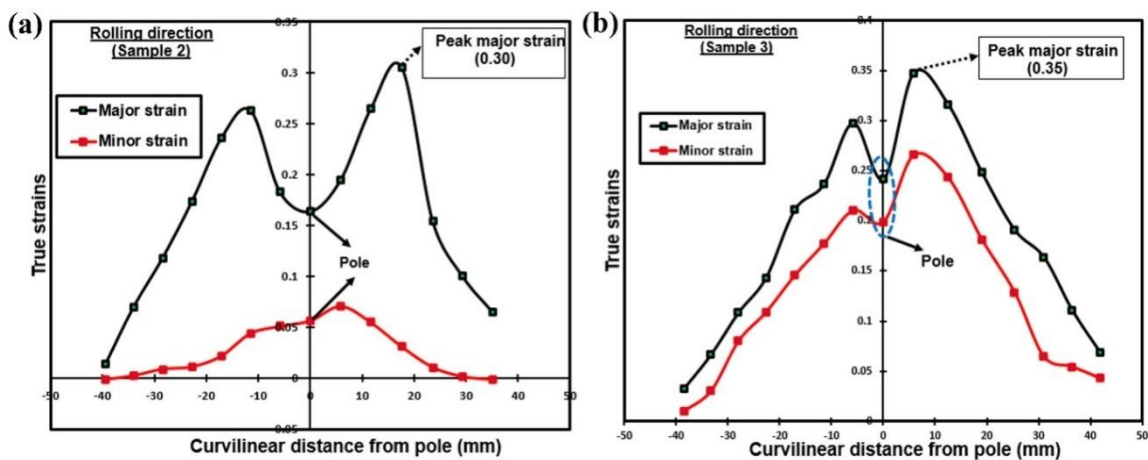 (a)
Rolling direction
(Sample 2)
Peak major strain
(0.30)
Major strain
Minor strain
Pole
True strains
0.35
0.3
0.25
0.2
0.15
0.1
0.05
0
0.05
-50 -40 -30 -20 -10 0 10 20 30 40 50
Curvilinear distance from pole (mm)
(b)
Rolling direction
(Sample 3)
Peak major strain
(0.35)
Major strain
Minor strain
Pole
True strains
0.4
0.35
0.3
0.25
0.2
0.15
0.1
0.05
0
-50 -40 -30 -20 -10 0 10 20 30 40 50
Curvilinear distance from pole (mm)